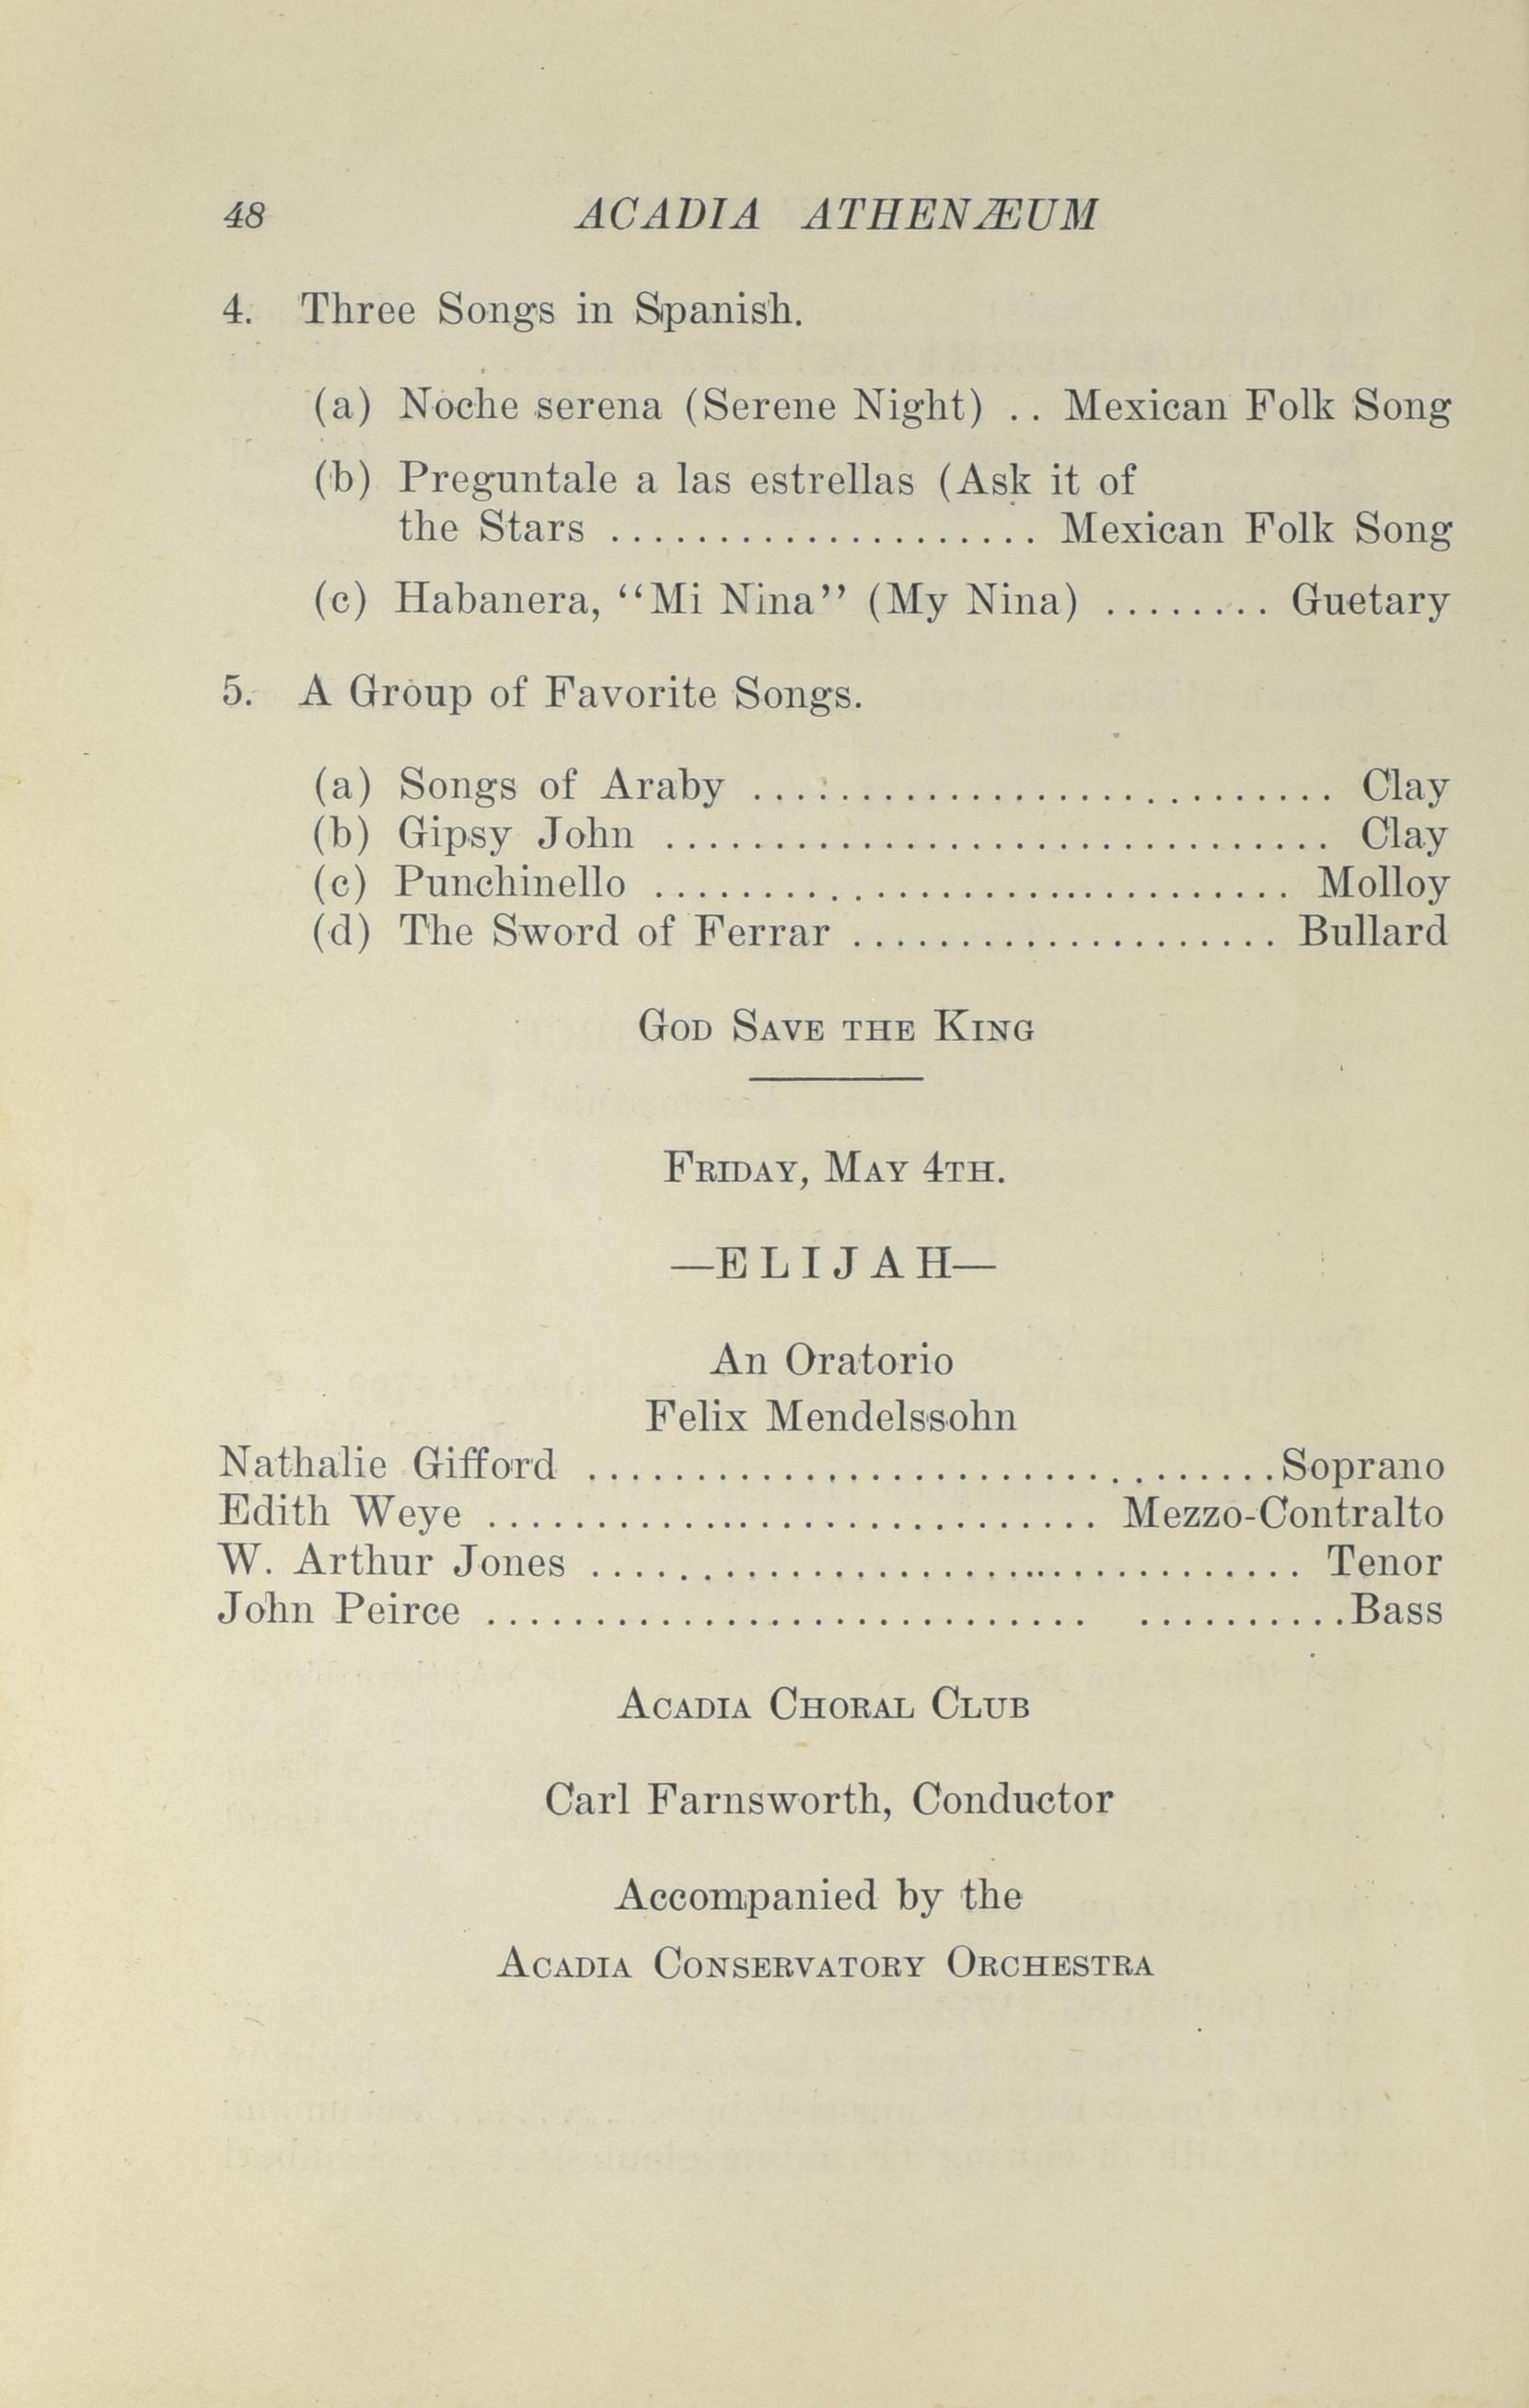 48 ACADIA ATHENÆUM
4. Three Songs in Spanish.
(a) Noche serena (Serene Night) .. Mexican Folk Song
(b) Preguntale a las estrellas (Ask it of
the Stars .................... Mexican Folk Song
(c) Habanera, “Mi Nina” (My Nina) ........ Guetary
5. A Group of Favorite Songs.
(a) Songs of Araby ........................... Clay
(b) Gipsy John ............................... Clay
(c) Punchinello .............................. Molloy
(d) The Sword of Ferrar .................... Bullard
GOD SAVE THE KING
FRIDAY, MAY 4TH.
—ELIJAH—
An Oratorio
Felix Mendelssohn
Nathalie Gifford ................................Soprano
Edith Weye ............................. Mezzo-Contralto
W. Arthur Jones ................................. Tenor
John Peirce ............................ ..........Bass
ACADIA CHORAL CLUB
Carl Farnsworth, Conductor
Accompanied by the
ACADIA CONSERVATORY ORCHESTRA